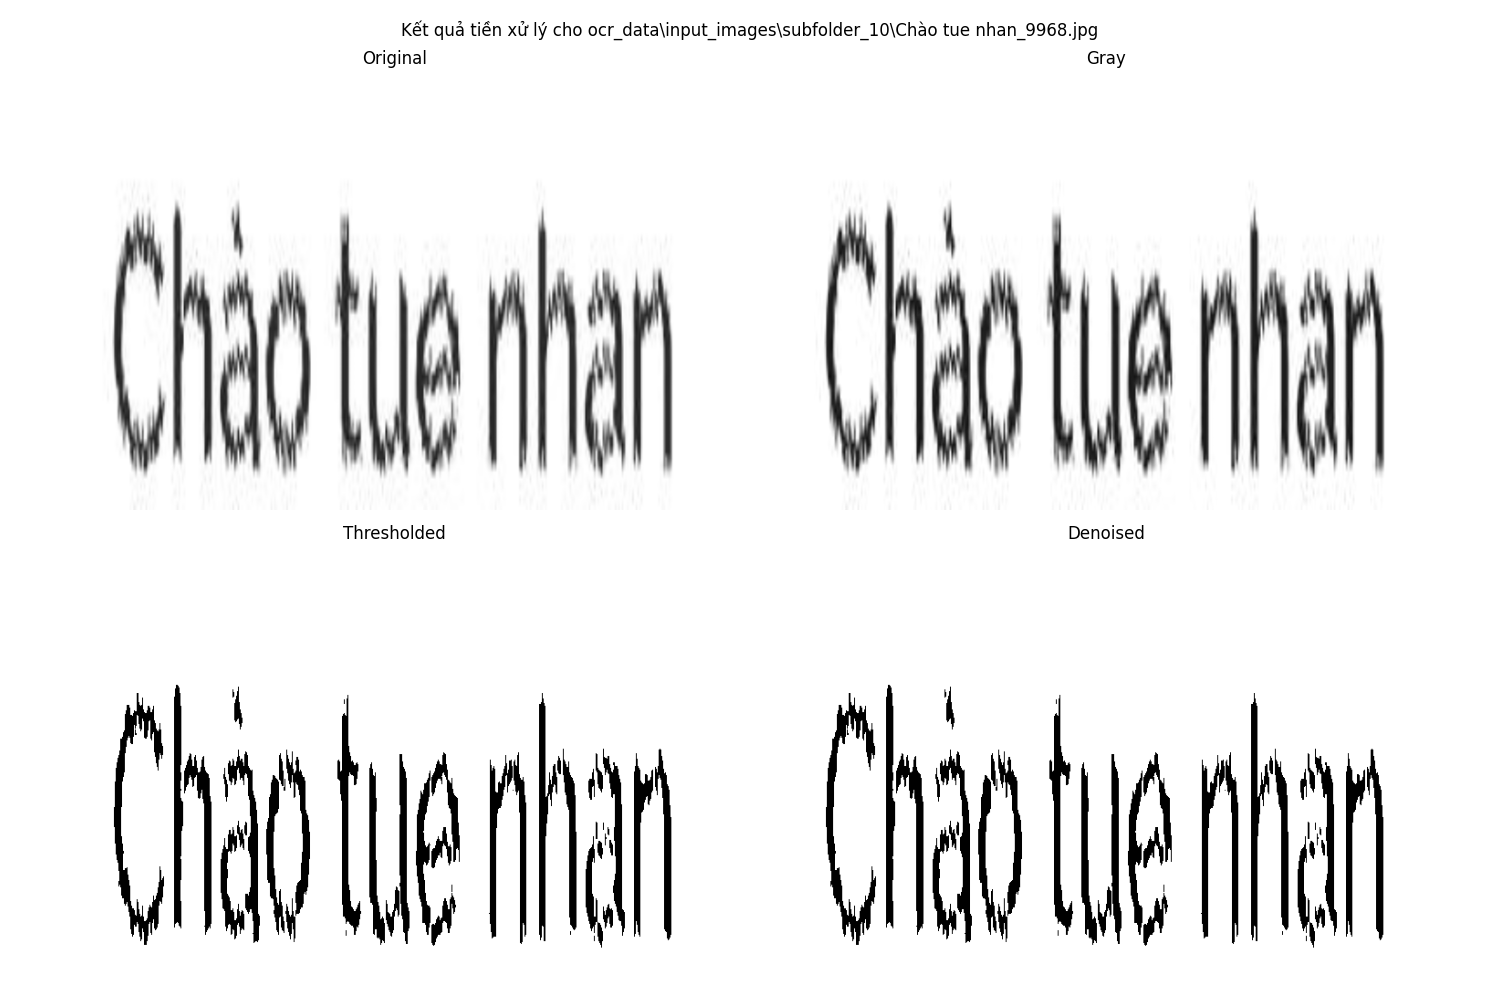 Kết quả tiền xử lý cho ocr_data\input_images\subfolder_10\Chào tue nhan_9968.jpg
Original
Gray
Chào tue nhan
Chào tue nhan
Thresholded
Denoised
Chào tue nhan
Chào tue nhan